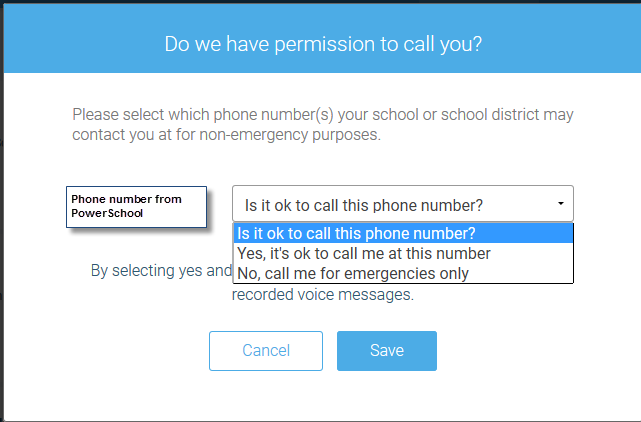 Do we have permission to call you?
Please select which phone number(s) your school or school district may
contact you at for non-emergency purposes.
Phone number from
PowerSchool
Is it ok to call this phone number?
Is it ok to call this phone number?
Yes, it's ok to call me at this number
No, call me for emergencies only
By selecting yes and
recorded voice messages.
Cancel
Save